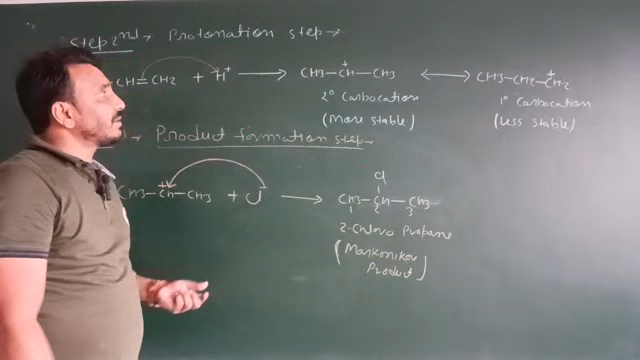 Step 2nd → Protonation step :-
CH=CH2 + H+ ⟶ CH3-CH-CH3 ⟷ CH3-CH2-CH2
+ +
2° Carbocation 1° Carbocation
(More stable) (Less stable)
Product formation step
CH3-CH-CH3 + Cl ⟶ CH3-CH-CH3
+ Cl
1 2 3
2-Chloro Propane
(Markonikov
Product)